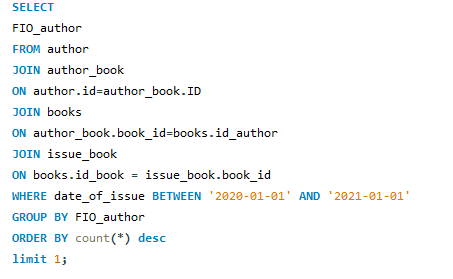 SELECT
FIO_author
FROM author
JOIN author_book
ON author.id=author_book.ID
JOIN books
ON author_book.book_id=books.id_author
JOIN issue_book
ON books.id_book = issue_book.book_id
WHERE date_of_issue BETWEEN '2020-01-01' AND '2021-01-01'
GROUP BY FIO_author
ORDER BY count(*) desc
limit 1;